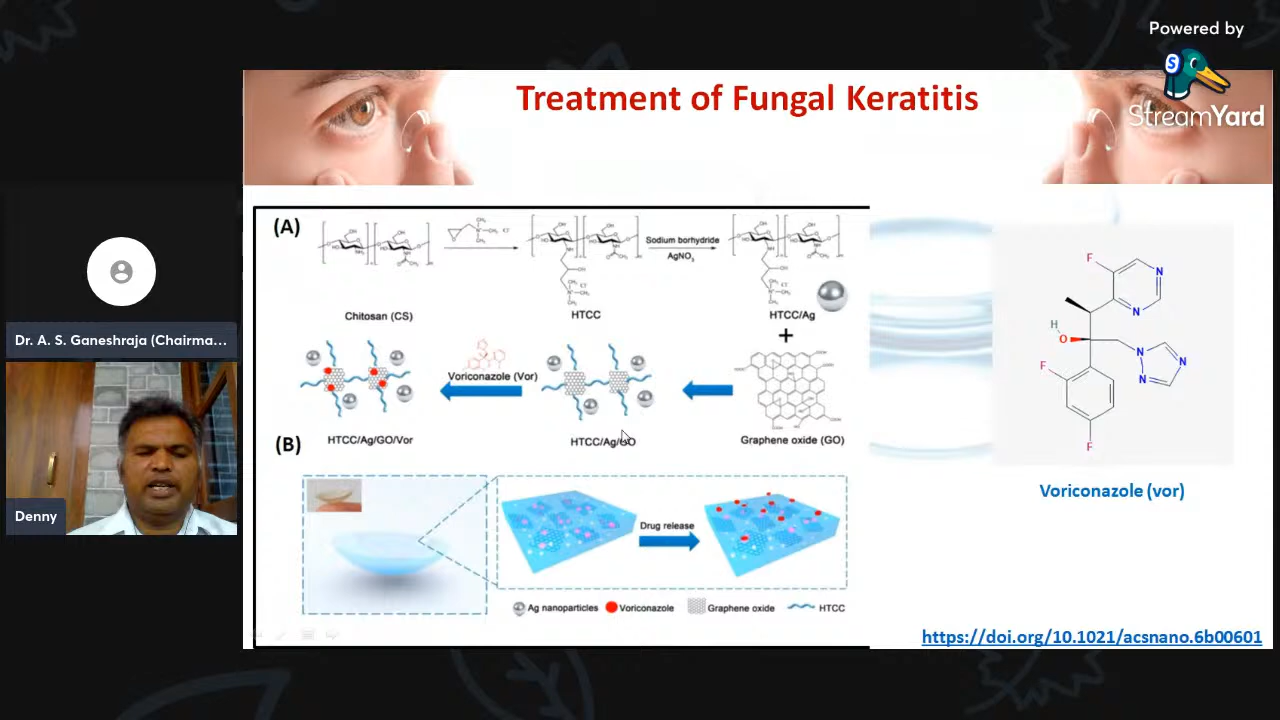 Powered by
StreamYard
Treatment of Fungal Keratitis
(A)
Sodium borhydride
AgNO3
Chitosan (CS)
HTCC
HTCC/Ag
+
Voriconazole (Vor)
HTCC/Ag/GO/Vor
HTCC/Ag/GO
Graphene oxide (GO)
(B)
Drug release
Ag nanoparticles
Voriconazole
Graphene oxide
HTCC
F
N
N
H
O
N
N
N
F
F
Voriconazole (vor)
https://doi.org/10.1021/acsnano.6b00601
Dr. A. S. Ganeshraja (Chairma...
Denny